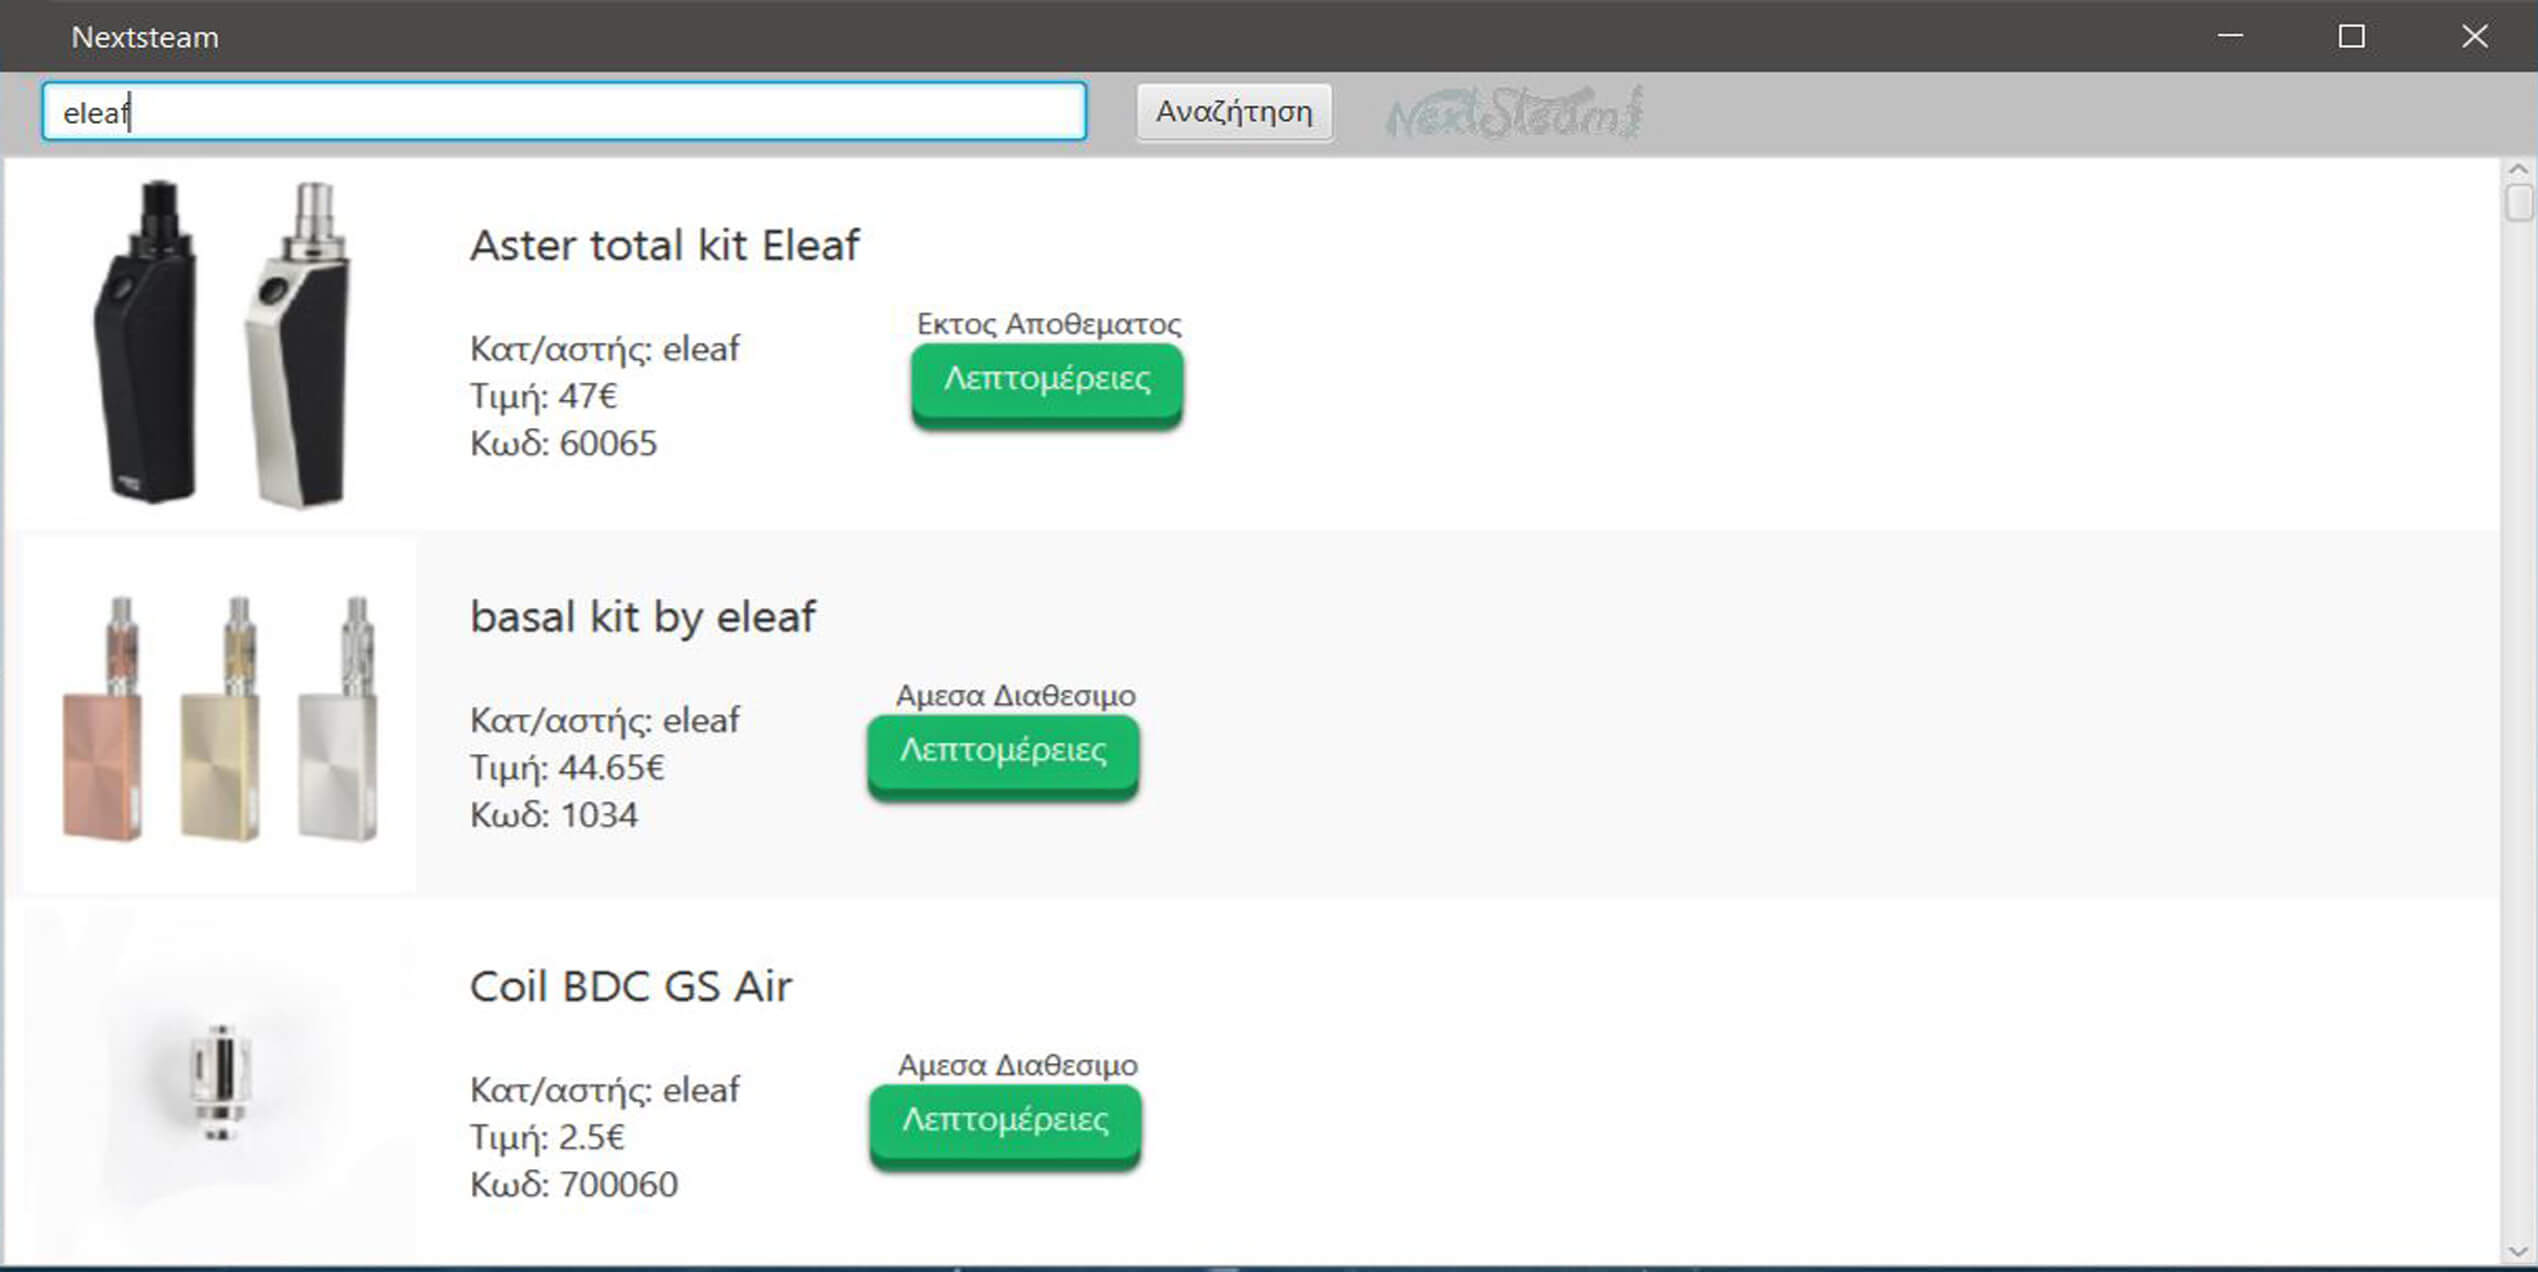 Nextsteam
eleaf
Αναζήτηση
NextSteam!
Aster total kit Eleaf
Εκτος Αποθεματος
Κατ/αστής: eleaf
Λεπτομέρειες
Τιμή: 47€
Κωδ: 60065
basal kit by eleaf
Αμεσα Διαθεσιμο
Κατ/αστής: eleaf
Λεπτομέρειες
Τιμή: 44.65€
Κωδ: 1034
Coil BDC GS Air
Αμεσα Διαθεσιμο
Κατ/αστής: eleaf
Λεπτομέρειες
Τιμή: 2.5€
Κωδ: 700060